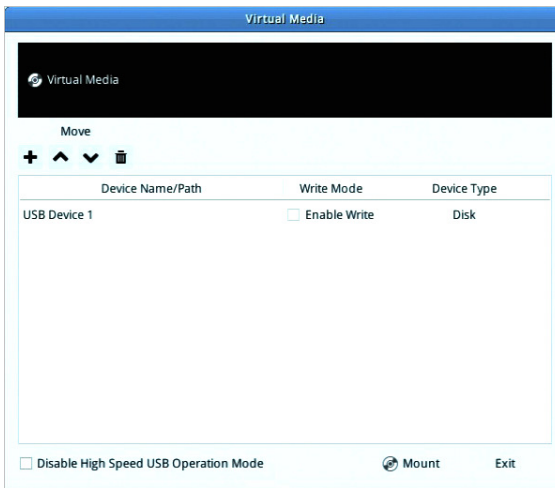 Virtual Media
Virtual Media
Move
Device Name/Path Write Mode Device Type
USB Device 1 Enable Write Disk
Disable High Speed USB Operation Mode Mount Exit